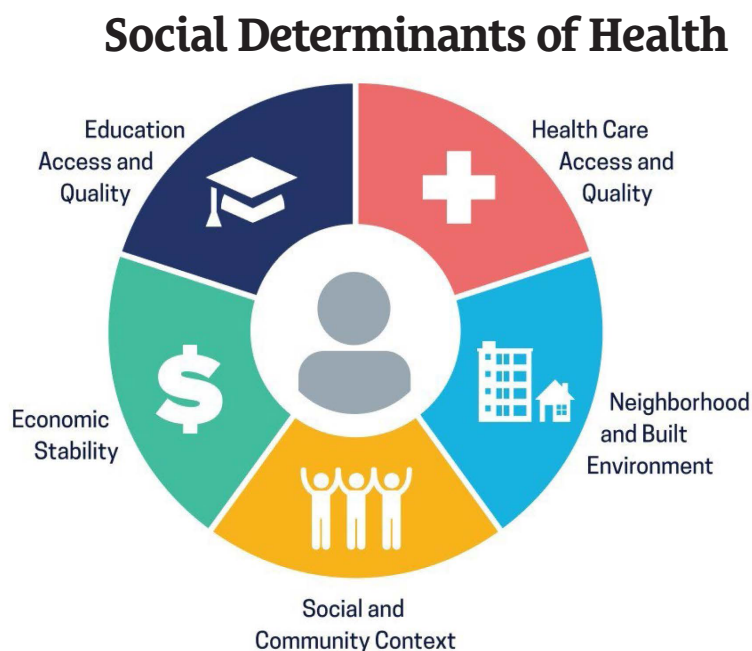 Social Determinants of Health
Education
Access and
Quality
Health Care
Access and
Quality
Economic
Stability
$
Neighborhood
and Built
Environment
Social and
Community Context